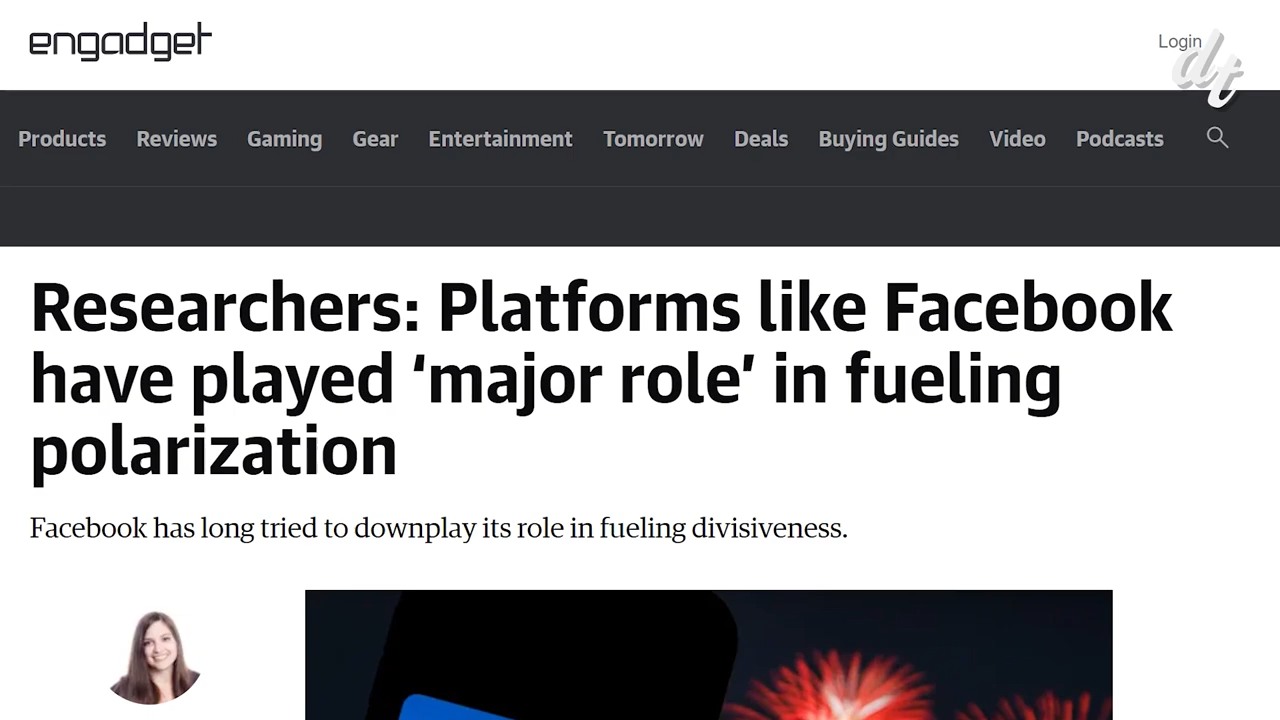 engadget
Login
dt
Products Reviews Gaming Gear Entertainment Tomorrow Deals Buying Guides Video Podcasts
Researchers: Platforms like Facebook
have played ‘major role’ in fueling
polarization
Facebook has long tried to downplay its role in fueling divisiveness.